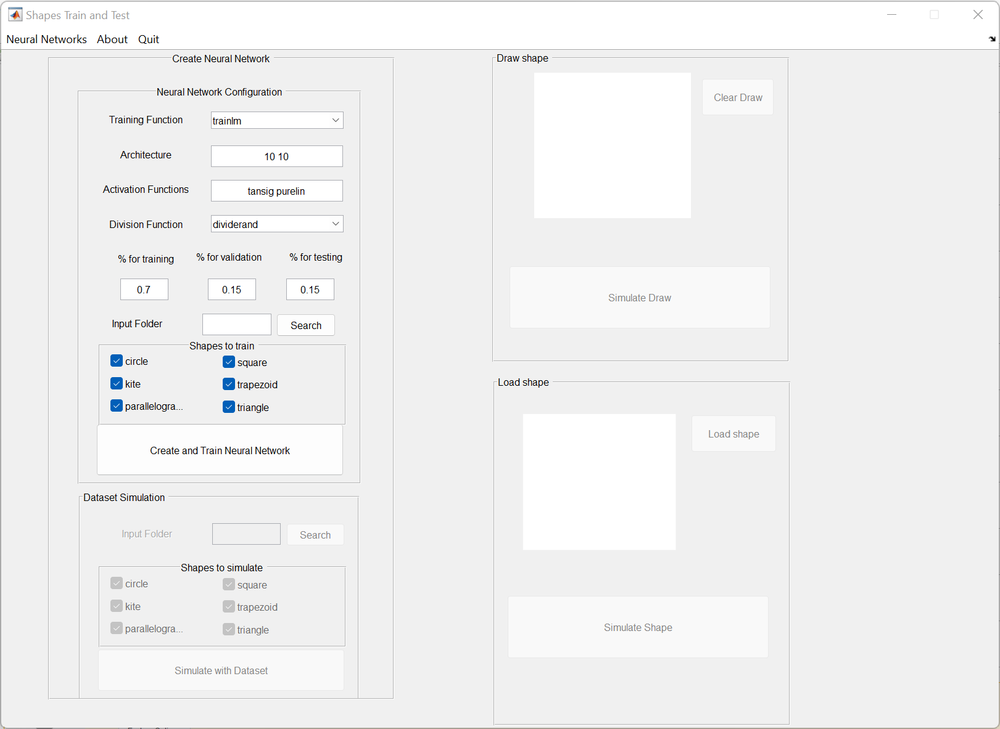 Shapes Train and Test
Neural Networks About Quit
Create Neural Network
Neural Network Configuration
Training Function trainlm
Architecture 10 10
Activation Functions tansig purelin
Division Function dividerand
% for training % for validation % for testing
0.7 0.15 0.15
Input Folder Search
Shapes to train
circle square
kite trapezoid
parallelogra... triangle
Create and Train Neural Network
Dataset Simulation
Input Folder Search
Shapes to simulate
circle square
kite trapezoid
parallelogra... triangle
Simulate with Dataset
Draw shape
Clear Draw
Simulate Draw
Load shape
Load shape
Simulate Shape